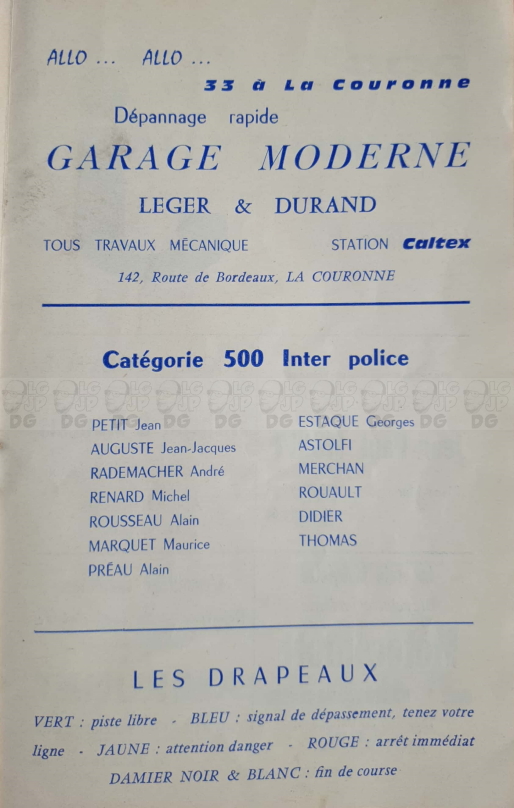 ALLO ... ALLO ...
33 à La Couronne
Dépannage rapide
GARAGE MODERNE
LEGER & DURAND
TOUS TRAVAUX MÉCANIQUE STATION Caltex
142, Route de Bordeaux, LA COURONNE
Catégorie 500 Inter police
PETIT Jean
AUGUSTE Jean-Jacques
RADEMACHER André
RENARD Michel
ROUSSEAU Alain
MARQUET Maurice
PRÉAU Alain
ESTAQUE Georges
ASTOLFI
MERCHAN
ROUAULT
DIDIER
THOMAS
LES DRAPEAUX
VERT : piste libre - BLEU : signal de dépassement, tenez votre
ligne - JAUNE : attention danger - ROUGE : arrêt immédiat
DAMIER NOIR & BLANC : fin de course